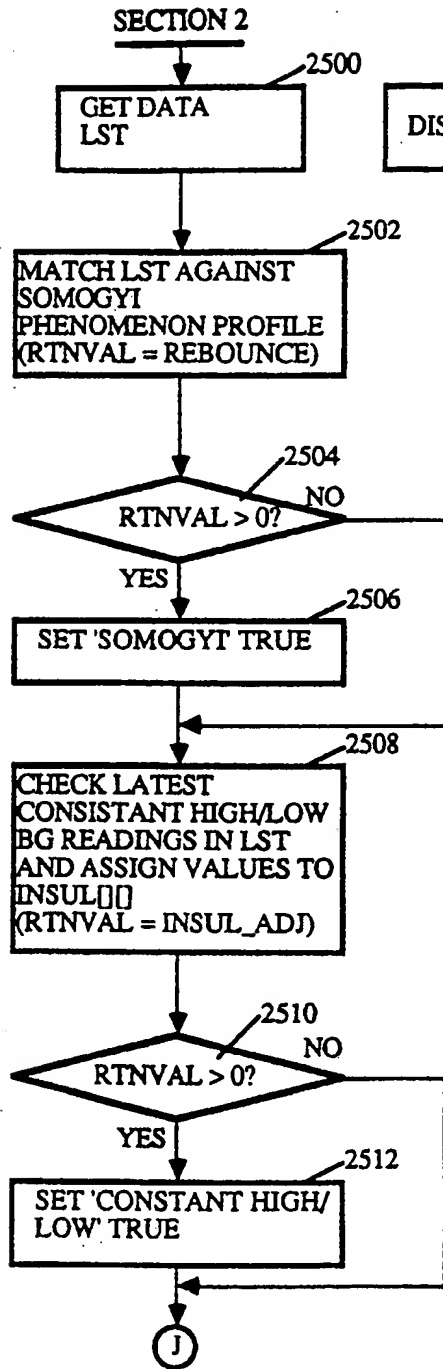 SECTION 2
2500
GET DATA
LST
DIS
2502
MATCH LST AGAINST
SOMOGYI
PHENOMENON PROFILE
(RTNVAL = REBOUNCE)
2504
NO
RTNVAL > 0?
YES
2506
SET 'SOMOGYI' TRUE
2508
CHECK LATEST
CONSISTANT HIGH/LOW
BG READINGS IN LST
AND ASSIGN VALUES TO
INSUL[][]
(RTNVAL = INSUL_ADJ)
2510
NO
RTNVAL > 0?
YES
2512
SET 'CONSTANT HIGH/
LOW' TRUE
J